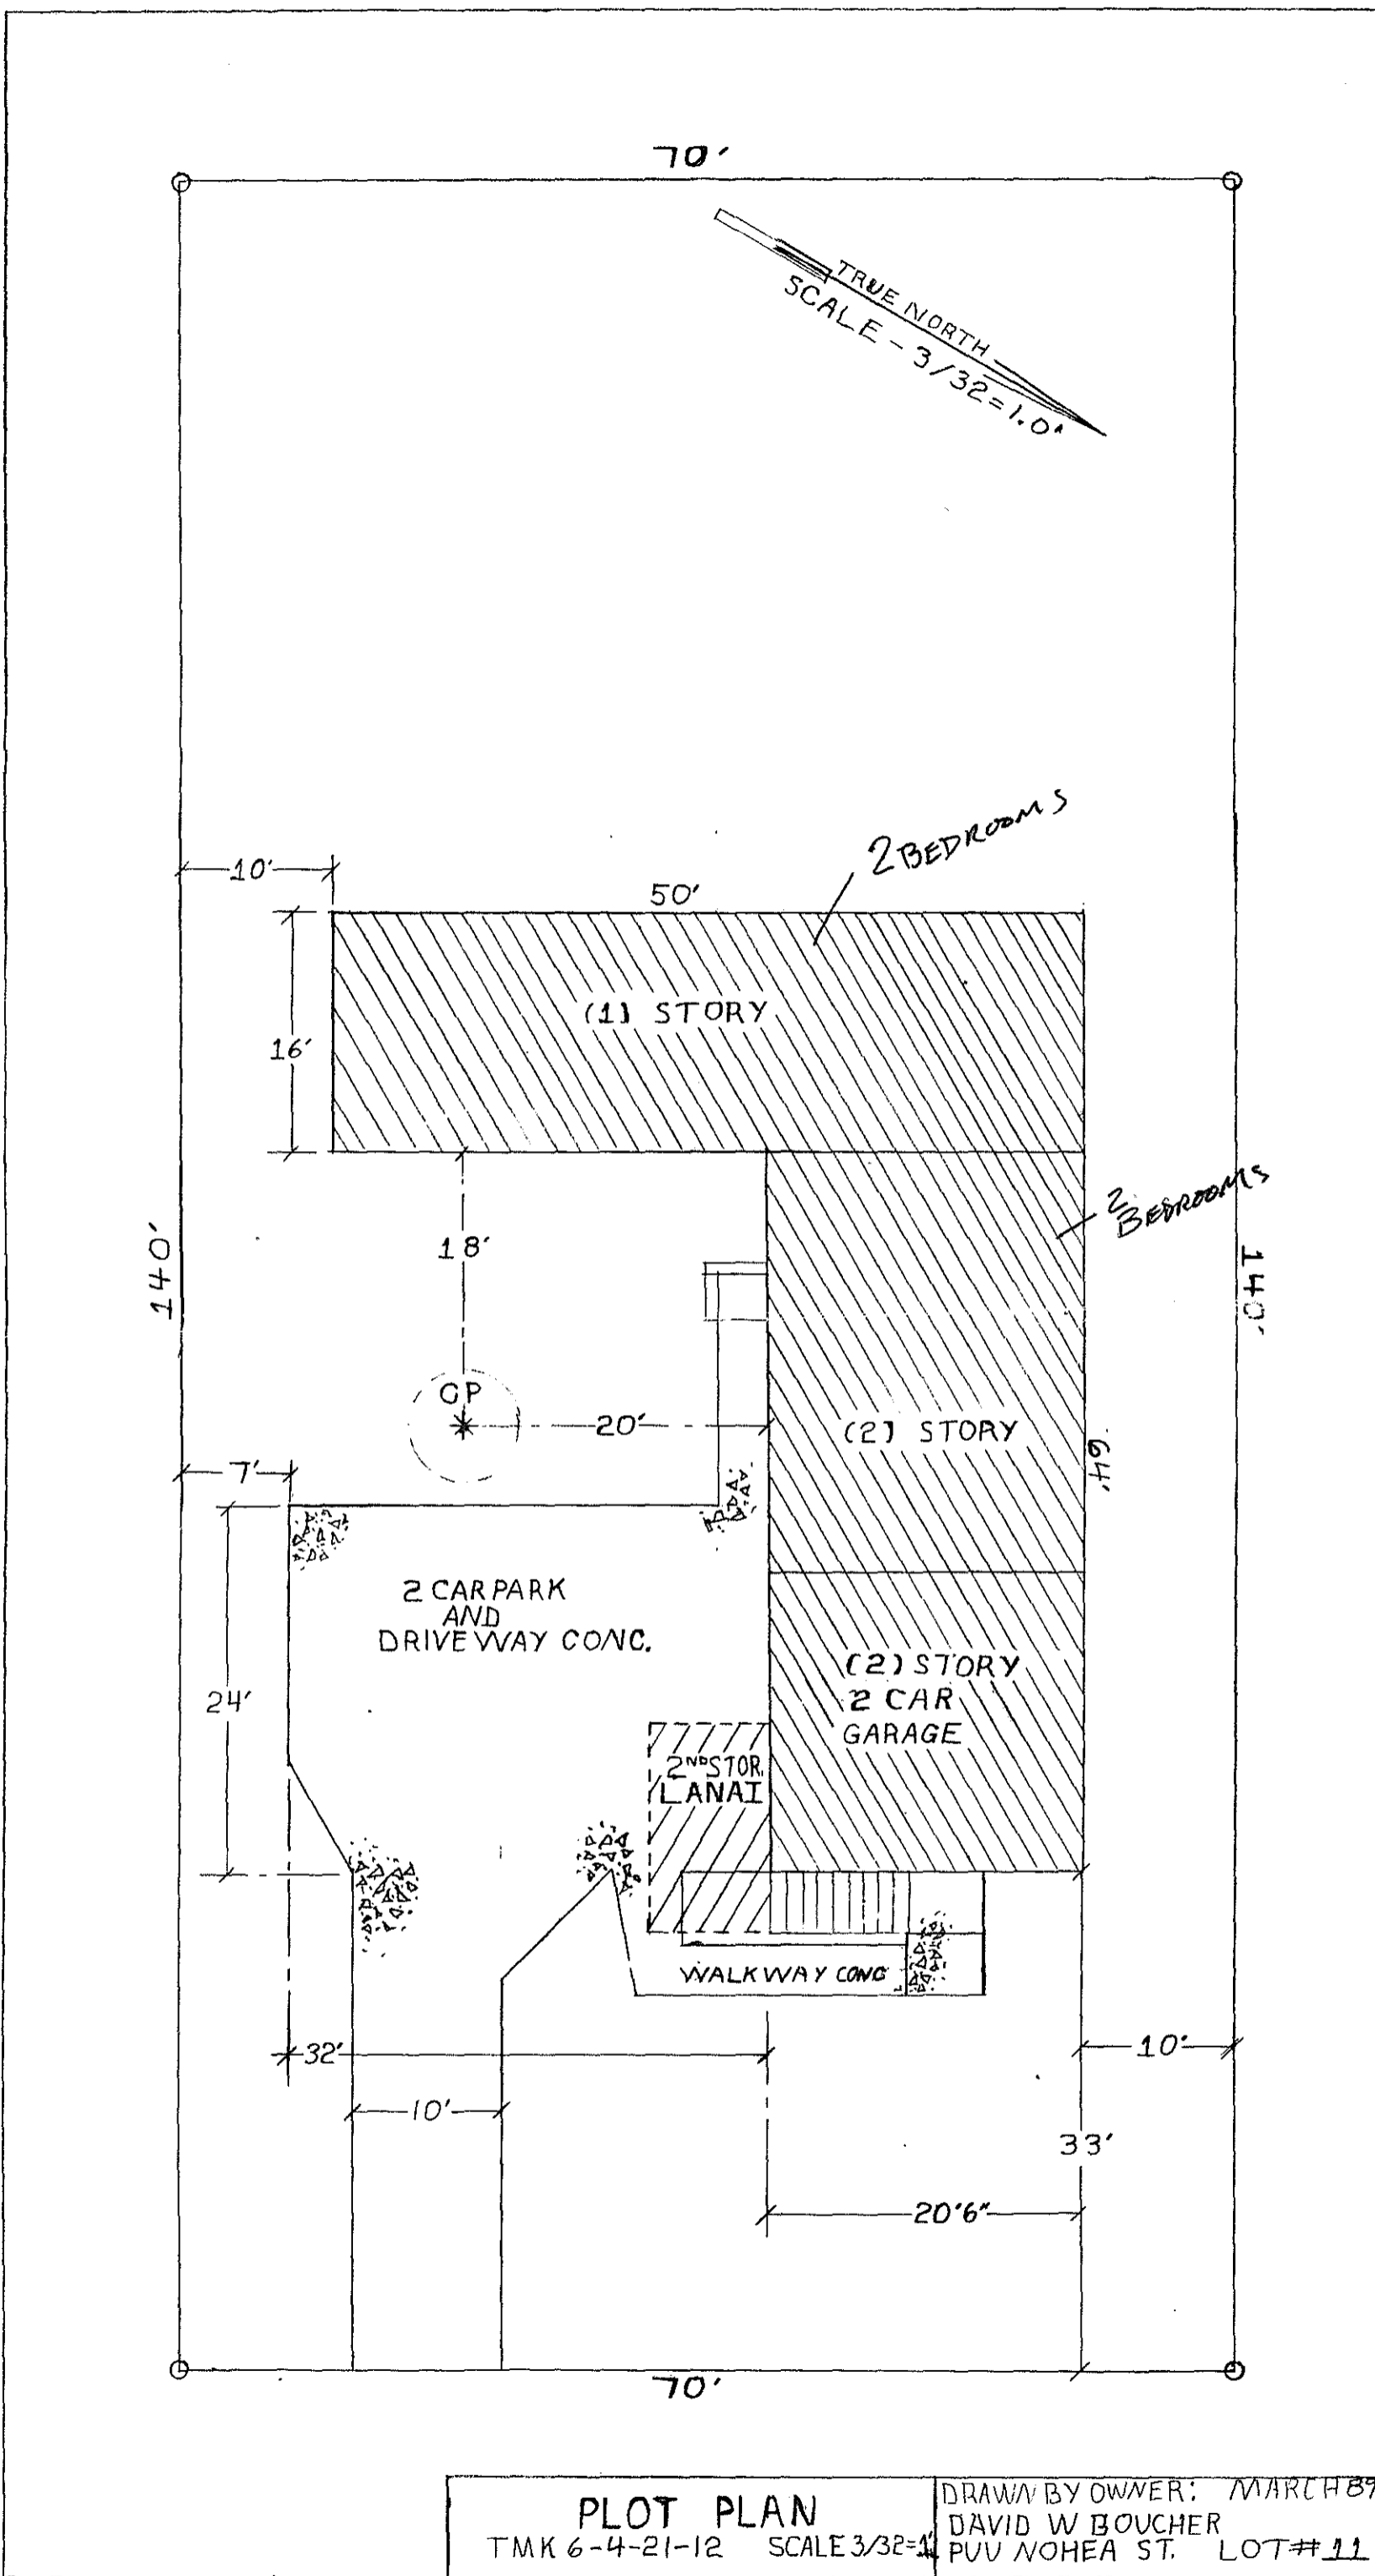 70'
TRUE NORTH
SCALE - 3/32=1.0'
2 BEDROOMS
10'
50'
(1) STORY
16'
2 BEDROOMS
140'
18'
140'
CP
20'
(2) STORY
64'
7'
2 CAR PARK
AND
DRIVEWAY CONC.
24'
(2) STORY
2 CAR
GARAGE
2ND STOR.
LANAI
WALKWAY CONC
32'
10'
10'
33'
20'6"
70'
PLOT PLAN
TMK 6-4-21-12 SCALE 3/32=1'
DRAWN BY OWNER: MARCH 89
DAVID W BOUCHER
PUU NOHEA ST. LOT# 11